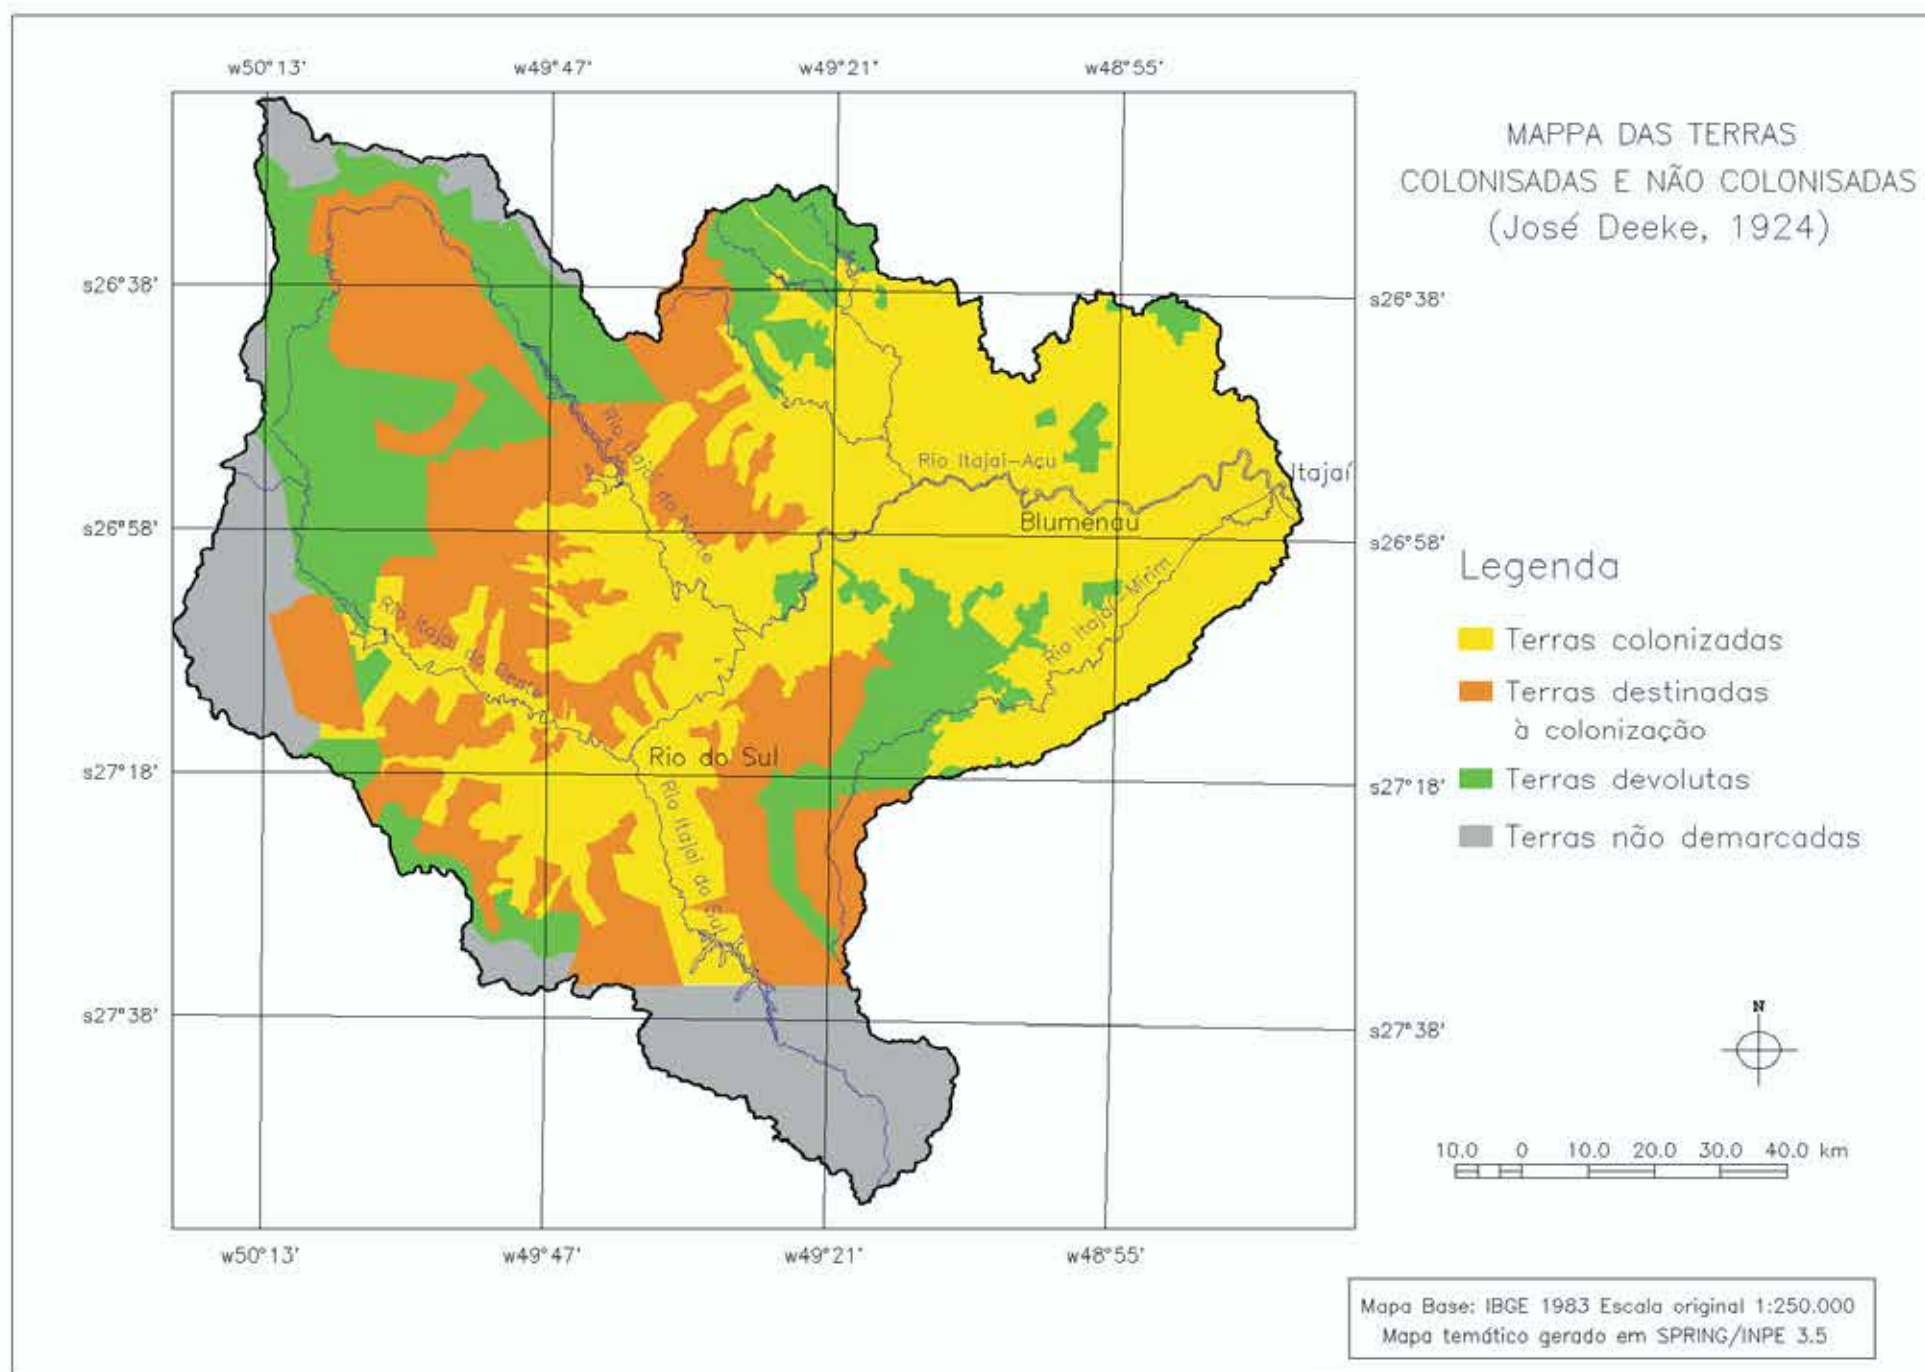 w50°13'
w49°47'
w49°21'
w48°55'
MAPPA DAS TERRAS
COLONISADAS E NÃO COLONISADAS
(José Deeke, 1924)
s26°38'
s26°38'
Rio Itajaí do Norte
Rio Itajaí-Açu
Itajaí
Blumenau
s26°58'
s26°58'
Rio Itajaí-Mirim
Rio Itajaí do Oeste
Legenda
Terras colonizadas
Terras destinadas
à colonização
Terras devolutas
Terras não demarcadas
Rio do Sul
s27°18'
s27°18'
Rio Itajaí do Sul
s27°38'
s27°38'
N
10.0 0 10.0 20.0 30.0 40.0 km
w50°13'
w49°47'
w49°21'
w48°55'
Mapa Base: IBGE 1983 Escala original 1:250.000
Mapa temático gerado em SPRING/INPE 3.5